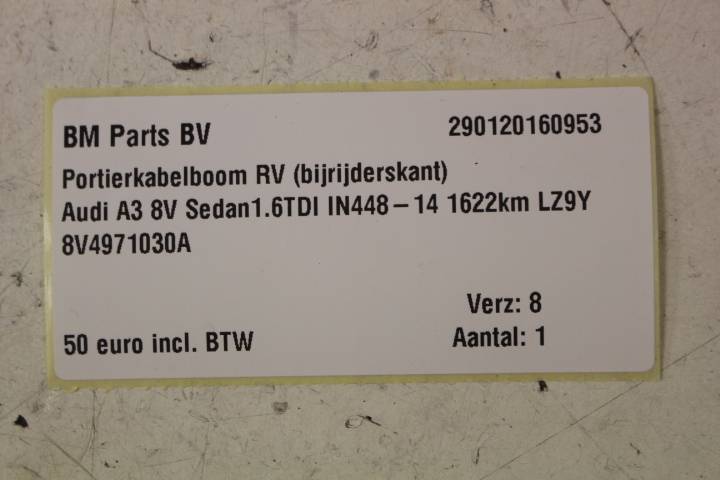 BM Parts BV 290120160953
Portierkabelboom RV (bijrijderskant)
Audi A3 8V Sedan1.6TDI IN448-14 1622km LZ9Y
8V4971030A
Verz: 8
50 euro incl. BTW Aantal: 1